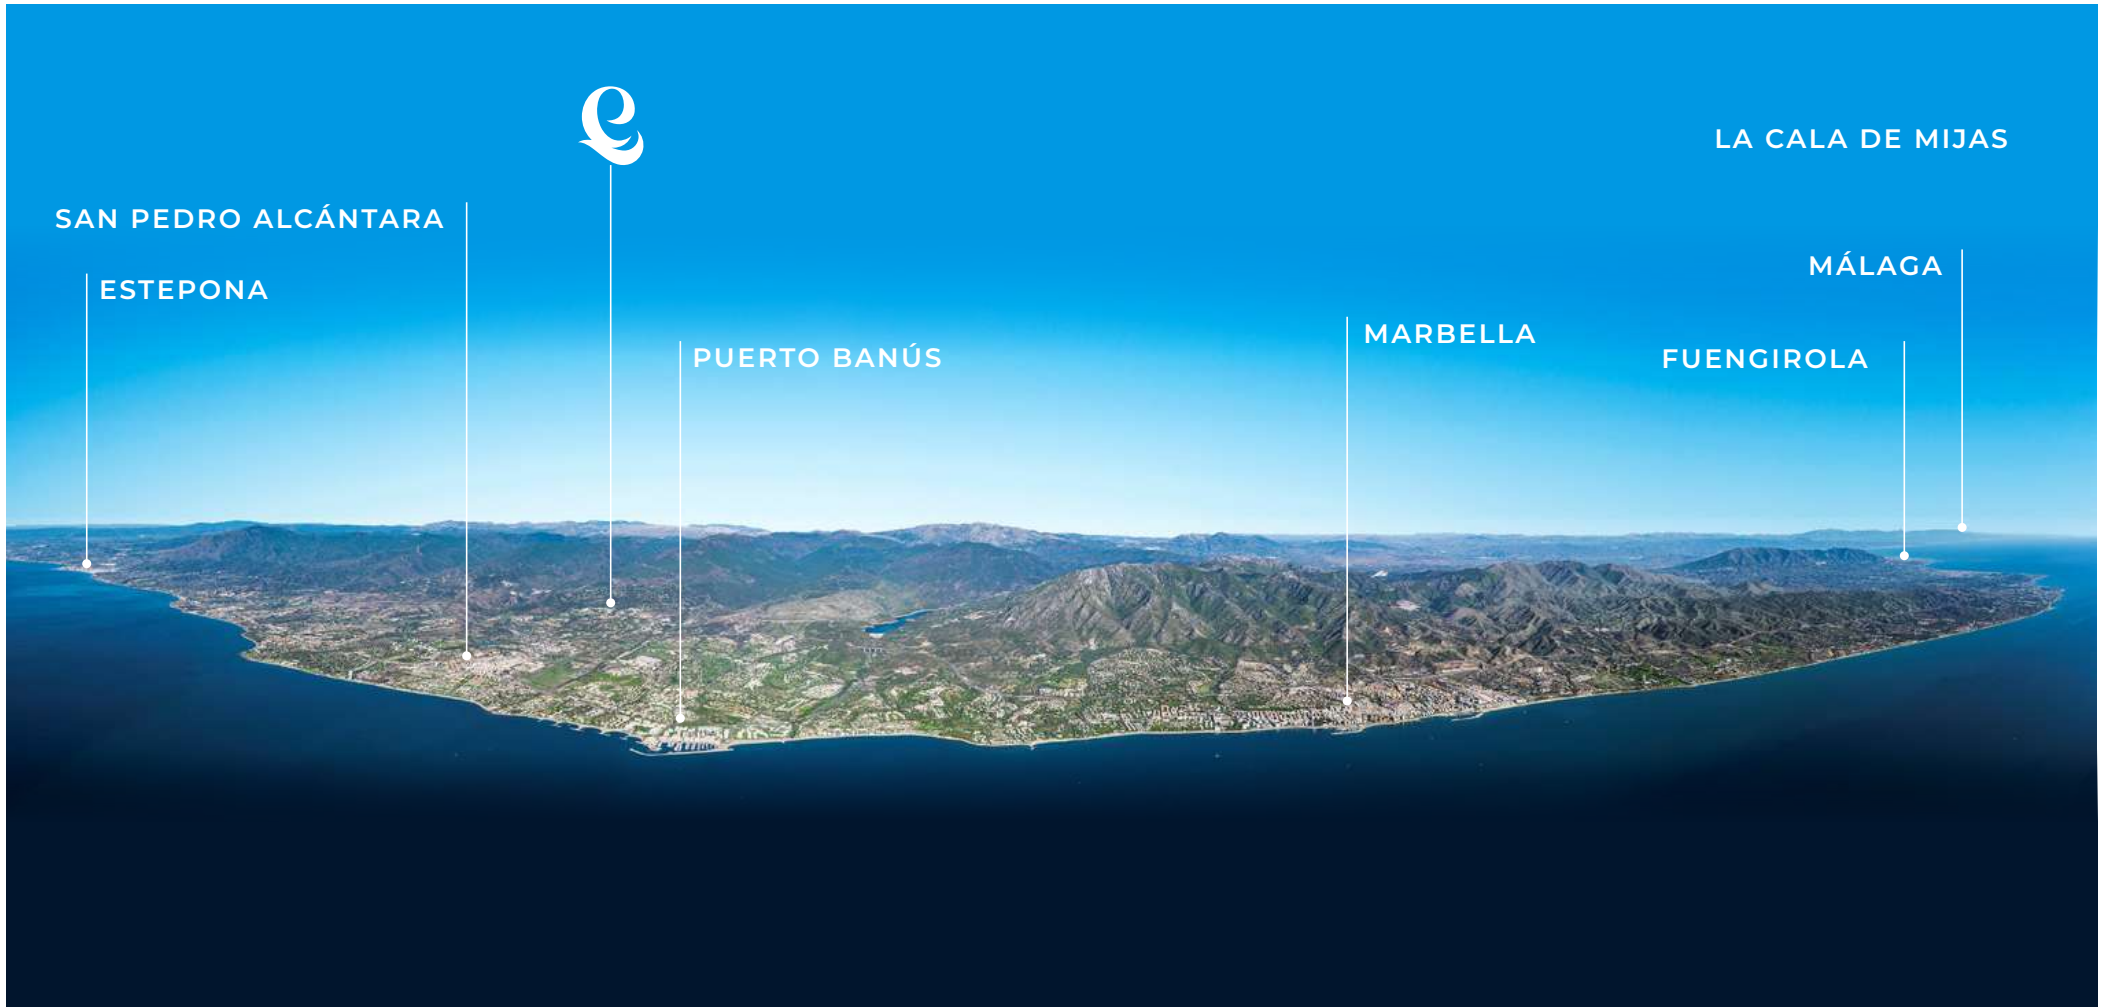 e
LA CALA DE MIJAS
SAN PEDRO ALCÁNTARA
MÁLAGA
ESTEPONA
MARBELLA
PUERTO BANÚS
FUENGIROLA